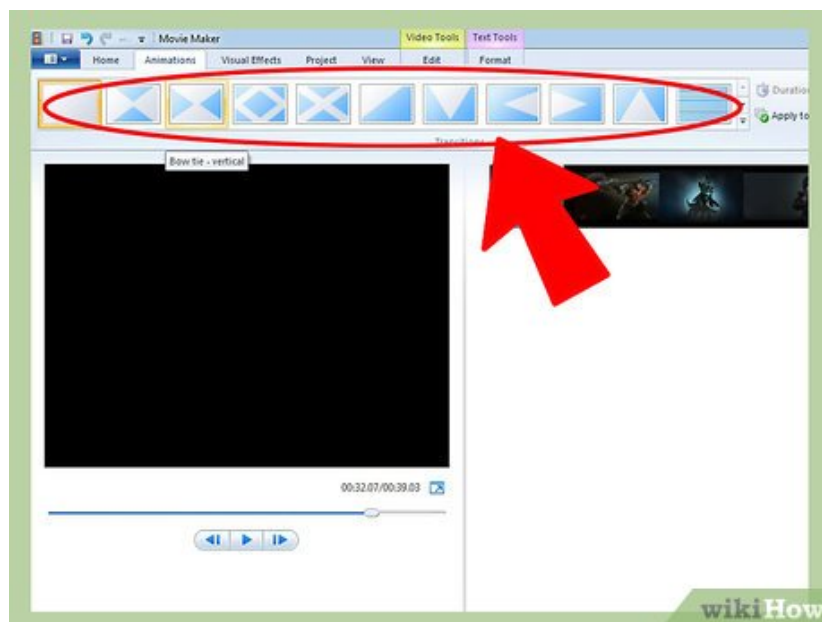 Movie Maker
Video Tools
Text Tools
Home
Animations
Visual Effects
Project
View
Edit
Format
Duration
Apply to
Bow tie - vertical
00:32.07/00:39.03
wikiHow